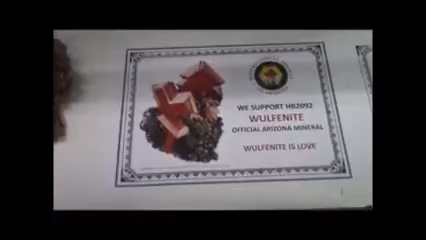 WE SUPPORT HB2092
WULFENITE
OFFICIAL ARIZONA MINERAL
WULFENITE IS LOVE